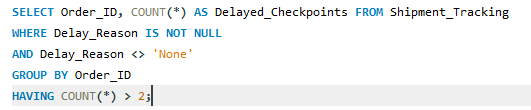 SELECT Order_ID, COUNT(*) AS Delayed_Checkpoints FROM Shipment_Tracking
WHERE Delay_Reason IS NOT NULL
AND Delay_Reason <> 'None'
GROUP BY Order_ID
HAVING COUNT(*) > 2;